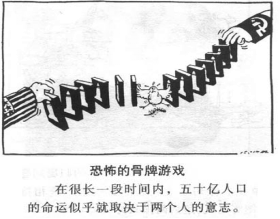 恐怖的骨牌游戏
在很长一段时间内，五十亿人口
的命运似乎就取决于两个人的意志。